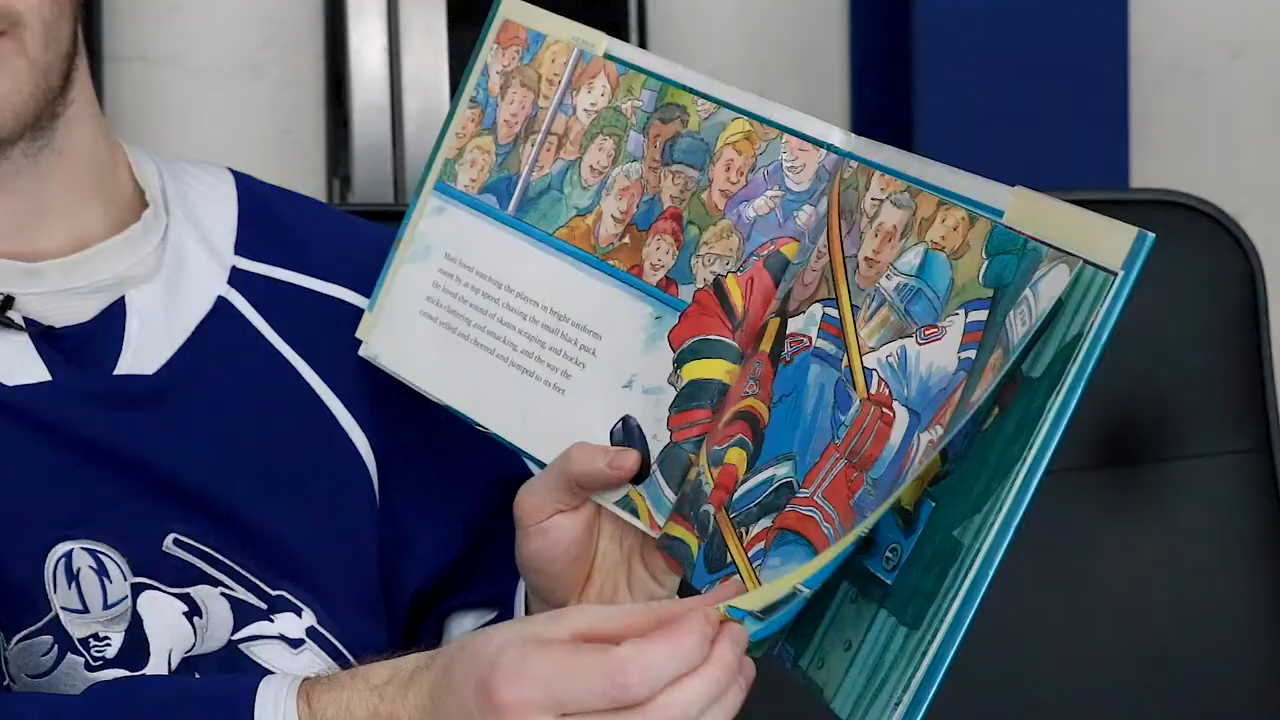 Matt loved watching the players in bright uniforms
zoom by at top speed, chasing the small black puck.
He loved the sound of skates scraping, and hockey
sticks clattering and smacking, and the way the
crowd yelled and cheered and jumped to its feet.
4